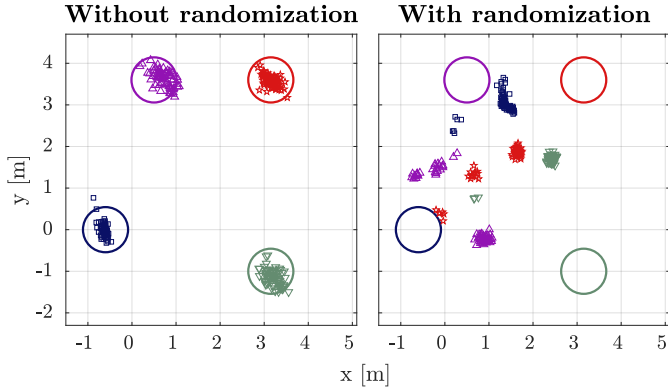 Without randomization
With randomization
4
3
2
1
0
-1
-2
y [m]
-1 0 1 2 3 4 5
-1 0 1 2 3 4 5
x [m]